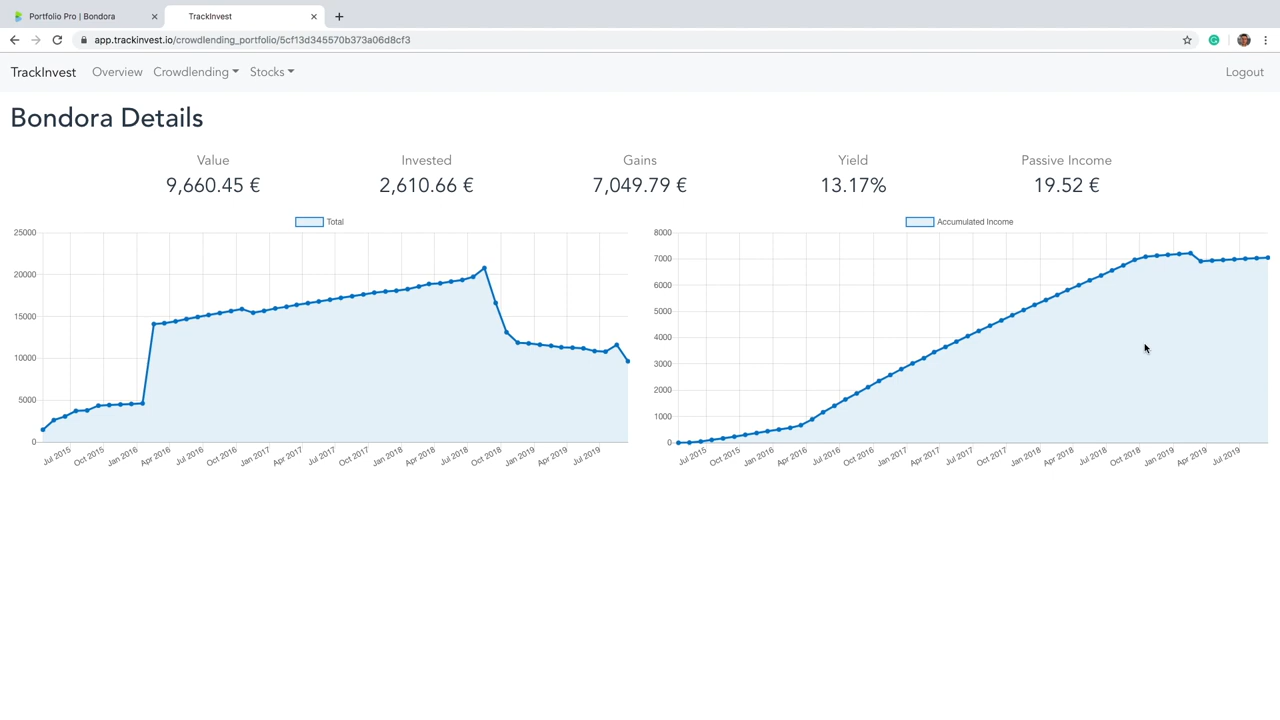 Portfolio Pro | Bondora
TrackInvest
app.trackinvest.io/crowdlending_portfolio/5cf13d345570b373a06d8cf3
TrackInvest Overview Crowdlending Stocks Logout
Bondora Details
Value Invested Gains Yield Passive Income
9,660.45 € 2,610.66 € 7,049.79 € 13.17% 19.52 €
Total
25000
20000
15000
10000
5000
0
Jul 2015 Oct 2015 Jan 2016 Apr 2016 Jul 2016 Oct 2016 Jan 2017 Apr 2017 Jul 2017 Oct 2017 Jan 2018 Apr 2018 Jul 2018 Oct 2018 Jan 2019 Apr 2019 Jul 2019
Accumulated Income
8000
7000
6000
5000
4000
3000
2000
1000
0
Jul 2015 Oct 2015 Jan 2016 Apr 2016 Jul 2016 Oct 2016 Jan 2017 Apr 2017 Jul 2017 Oct 2017 Jan 2018 Apr 2018 Jul 2018 Oct 2018 Jan 2019 Apr 2019 Jul 2019